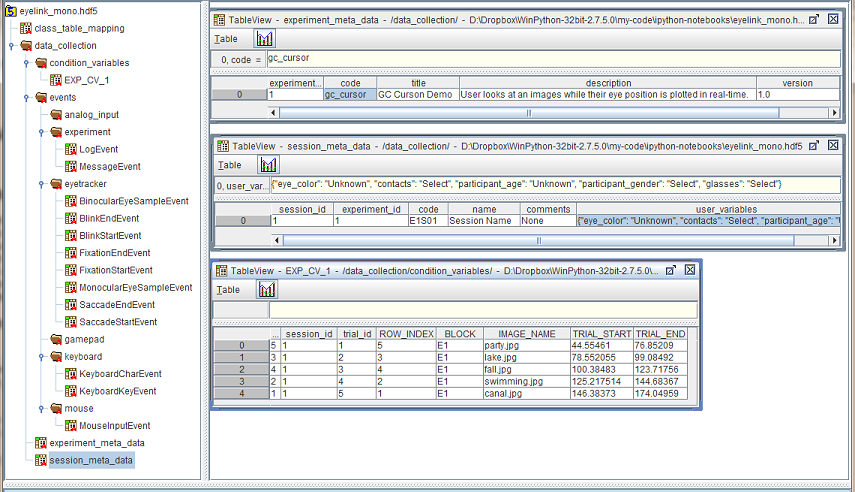 eyelink_mono.hdf5
class_table_mapping
data_collection
condition_variables
EXP_CV_1
events
analog_input
experiment
LogEvent
MessageEvent
eyetracker
BinocularEyeSampleEvent
BlinkEndEvent
BlinkStartEvent
FixationEndEvent
FixationStartEvent
MonocularEyeSampleEvent
SaccadeEndEvent
SaccadeStartEvent
gamepad
keyboard
KeyboardCharEvent
KeyboardKeyEvent
mouse
MouseInputEvent
experiment_meta_data
session_meta_data
TableView - experiment_meta_data - /data_collection/ - D:\Dropbox\WinPython-32bit-2.7.5.0\my-code\ipython-notebooks\eyelink_mono.h...
Table
0, code = gc_cursor
experiment... code title description version
0 1 gc_cursor GC Curson Demo User looks at an images while their eye position is plotted in real-time. 1.0
TableView - session_meta_data - /data_collection/ - D:\Dropbox\WinPython-32bit-2.7.5.0\my-code\ipython-notebooks\eyelink_mono.hdf5
Table
0, user_var... {"eye_color": "Unknown", "contacts": "Select", "participant_age": "Unknown", "participant_gender": "Select", "glasses": "Select"}
session_id experiment_id code name comments user_variables
0 1 1 E1S01 Session Name None {"eye_color": "Unknown", "contacts": "Select", "participant_age": "
TableView - EXP_CV_1 - /data_collection/condition_variables/ - D:\Dropbox\WinPython-32bit-2.7.5.0\...
Table
... session_id trial_id ROW_INDEX BLOCK IMAGE_NAME TRIAL_START TRIAL_END
0 5 1 1 5 E1 party.jpg 44.55461 76.85209
1 3 1 2 3 E1 lake.jpg 78.552055 99.08492
2 4 1 3 4 E1 fall.jpg 100.38483 123.71756
3 2 1 4 2 E1 swimming.jpg 125.217514 144.68367
4 1 1 5 1 E1 canal.jpg 146.38373 174.04959